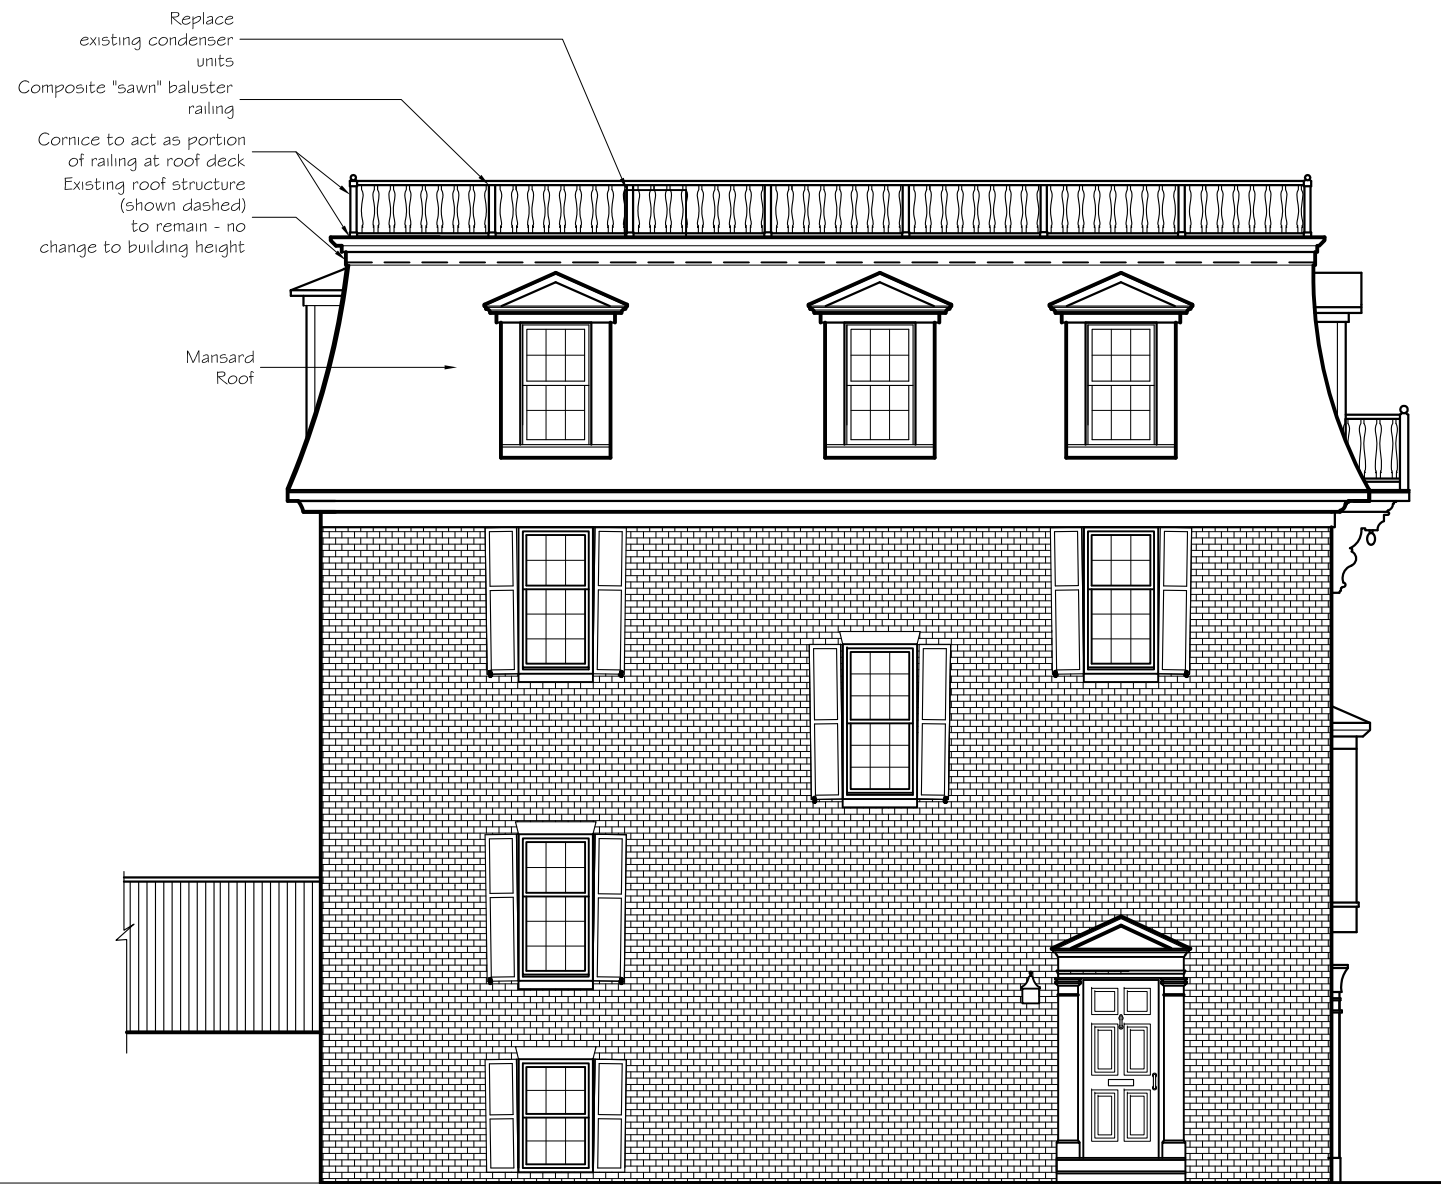 Replace
existing condenser
units
Composite "sawn" baluster
railing
Cornice to act as portion
of railing at roof deck
Existing roof structure
(shown dashed)
to remain - no
change to building height
Mansard
Roof